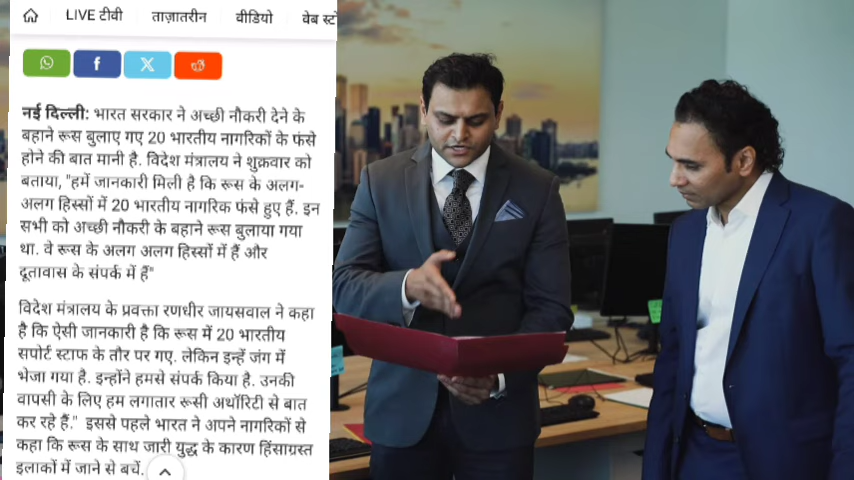 LIVE टीवी ताज़ातरीन वीडियो वेब
नई दिल्ली: भारत सरकार ने अच्छी नौकरी देने के
बहाने रूस बुलाए गए 20 भारतीय नागरिकों के फंसे
होने की बात मानी है. विदेश मंत्रालय ने शुक्रवार को
बताया, "हमें जानकारी मिली है कि रूस के अलग-
अलग हिस्सों में 20 भारतीय नागरिक फंसे हुए हैं. इन
सभी को अच्छी नौकरी के बहाने रूस बुलाया गया
था. वे रूस के अलग अलग हिस्सों में हैं और
दूतावास के संपर्क में हैं"
विदेश मंत्रालय के प्रवक्ता रणधीर जायसवाल ने कहा
है कि ऐसी जानकारी है कि रूस में 20 भारतीय
सपोर्ट स्टाफ के तौर पर गए. लेकिन इन्हें जंग में
भेजा गया है. इन्होंने हमसे संपर्क किया है. उनकी
वापसी के लिए हम लगातार रूसी अथॉरिटी से बात
कर रहे हैं." इससे पहले भारत ने अपने नागरिकों से
कहा कि रूस के साथ जारी युद्ध के कारण हिंसाग्रस्त
इलाकों में जाने से बचें.